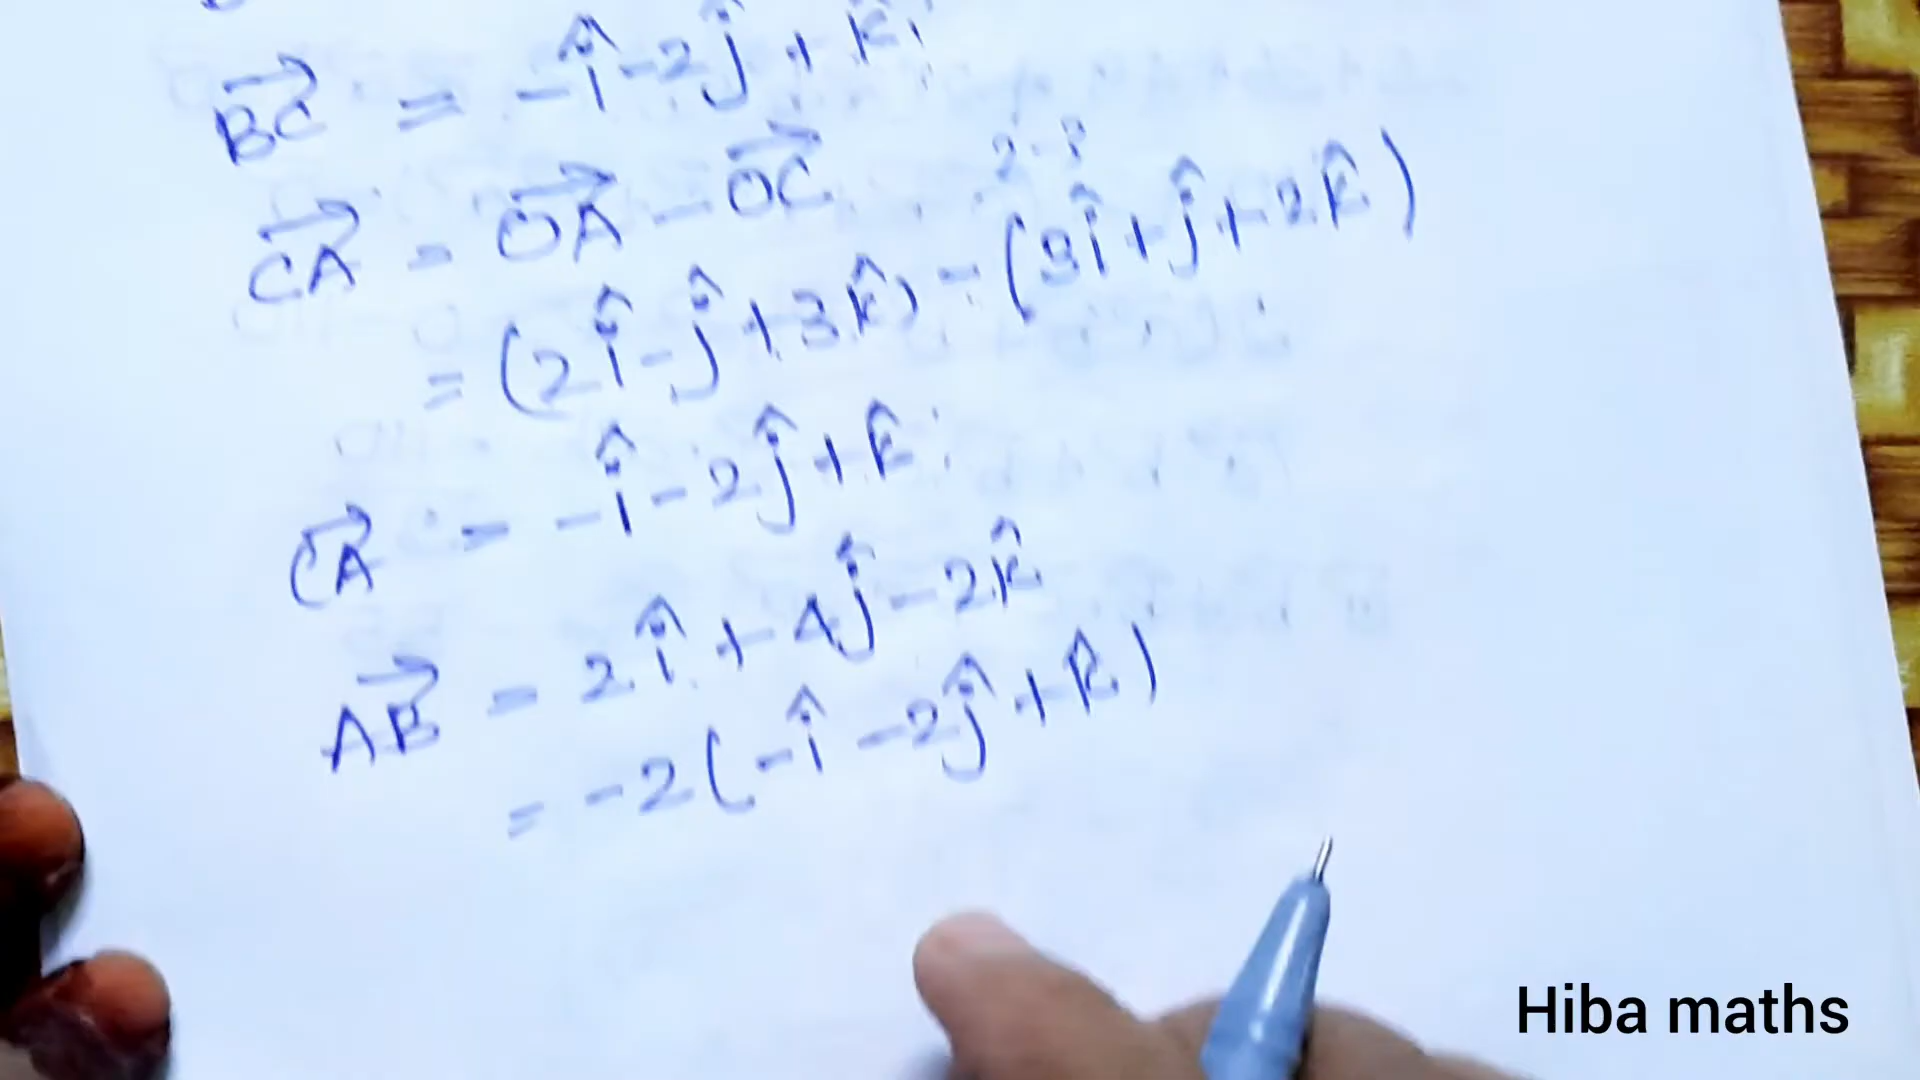 BC⃗ = -î-2ĵ+k̂
CA⃗ = OA⃗ - OC⃗
= (2î-ĵ+3k̂) - (3î+ĵ+2k̂)
CA⃗ = -î-2ĵ+k̂
AB⃗ = 2î+4ĵ-2k̂
= -2(-î-2ĵ+k̂)
Hiba maths